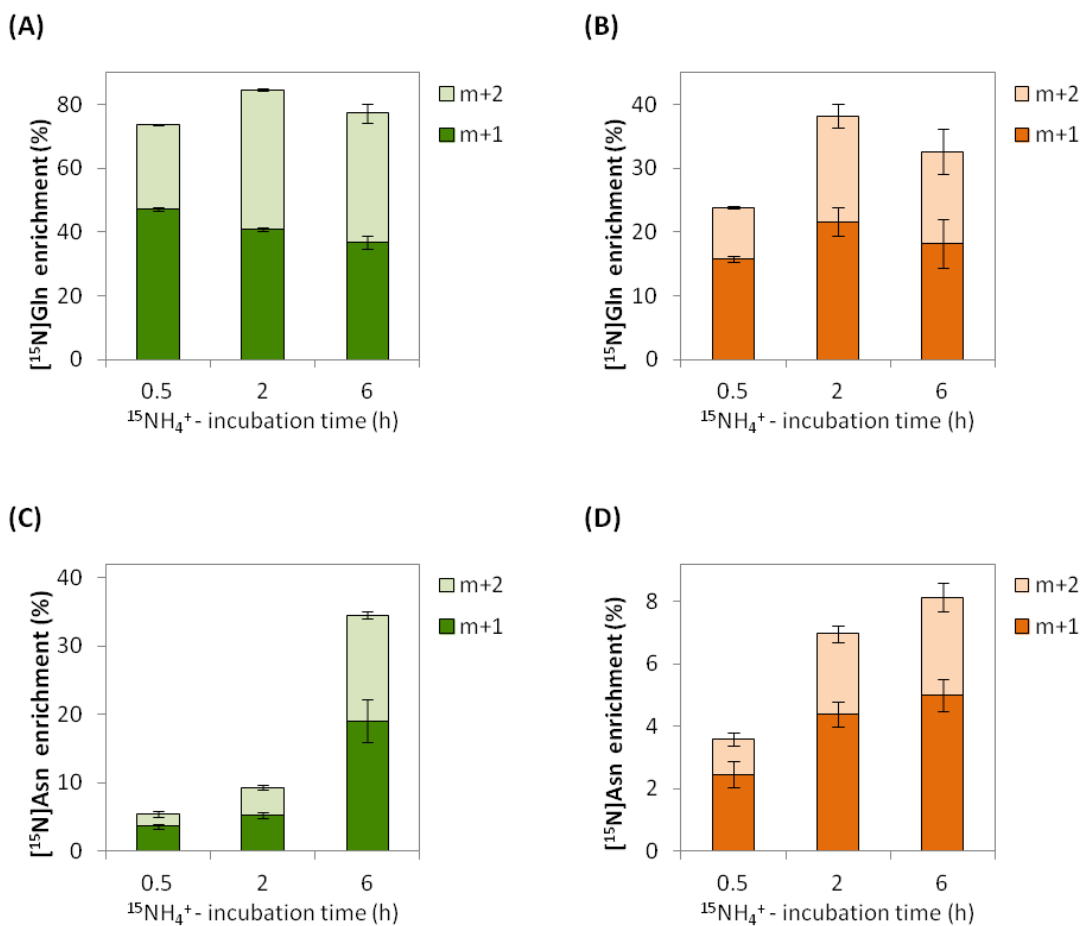 (A)
[¹⁵N]Gln enrichment (%)
80
60
40
20
0
0.5 2 6
¹⁵NH₄⁺- incubation time (h)
m+2
m+1
(B)
[¹⁵N]Gln enrichment (%)
40
30
20
10
0
0.5 2 6
¹⁵NH₄⁺- incubation time (h)
m+2
m+1
(C)
[¹⁵N]Asn enrichment (%)
40
30
20
10
0
0.5 2 6
¹⁵NH₄⁺- incubation time (h)
m+2
m+1
(D)
[¹⁵N]Asn enrichment (%)
8
6
4
2
0
0.5 2 6
¹⁵NH₄⁺- incubation time (h)
m+2
m+1